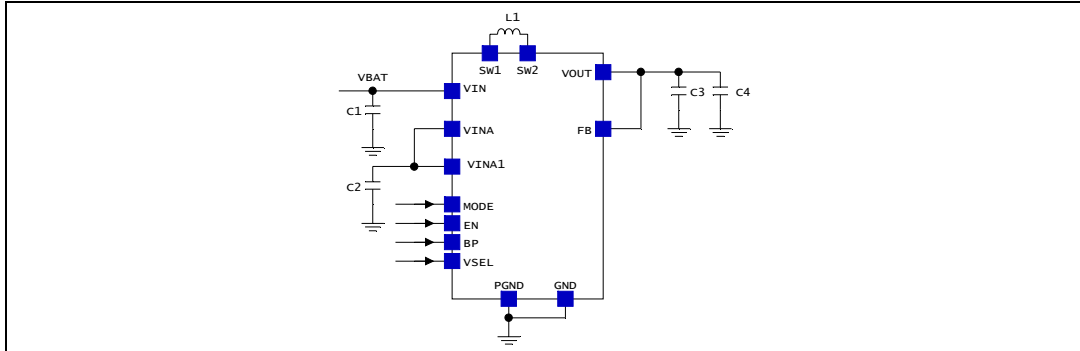 L1
SW1 SW2
VBAT
VIN
VOUT
C1
C3 C4
VINA
FB
VINA1
C2
MODE
EN
BP
VSEL
PGND GND